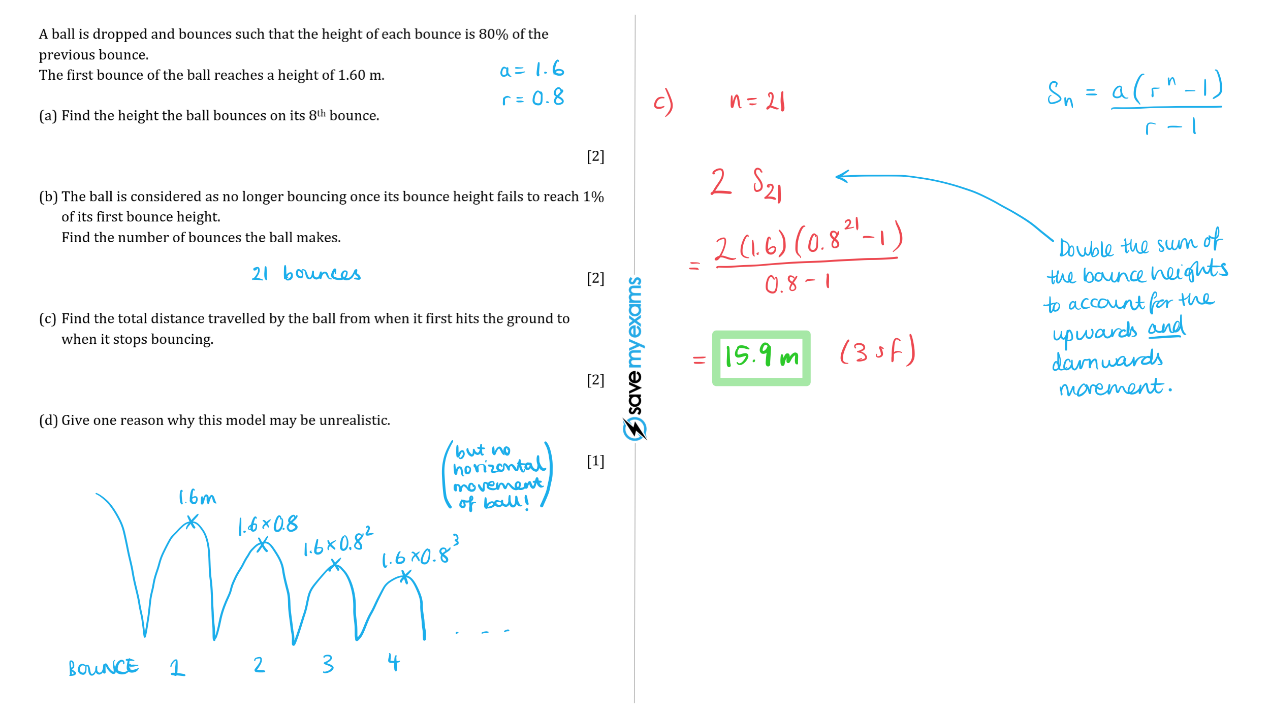 A ball is dropped and bounces such that the height of each bounce is 80% of the
previous bounce.
The first bounce of the ball reaches a height of 1.60 m.
a = 1.6
r = 0.8
(a) Find the height the ball bounces on its 8th bounce.
[2]
(b) The ball is considered as no longer bouncing once its bounce height fails to reach 1%
of its first bounce height.
Find the number of bounces the ball makes.
21 bounces
[2]
(c) Find the total distance travelled by the ball from when it first hits the ground to
when it stops bouncing.
[2]
(d) Give one reason why this model may be unrealistic.
[1]
(but no
horizontal
movement
of ball!)
1.6m
1.6×0.8
1.6×0.8²
1.6×0.8³
. - -
BOUNCE 1 2 3 4
savemyexams
c) n = 21
Sₙ = a(rⁿ-1)
r-1
2 S₂₁
= 2(1.6)(0.8²¹-1)
0.8-1
= 15.9 m (3sf)
Double the sum of
the bounce heights
to account for the
upwards and
darnwards
movement.